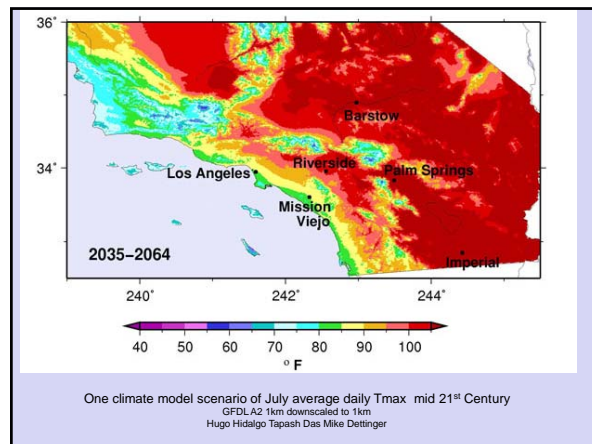 36°
Barstow
34°
Los Angeles
Riverside
Palm Springs
Mission
Viejo
2035–2064
Imperial
240°
242°
244°
40 50 60 70 80 90 100
° F
One climate model scenario of July average daily Tmax mid 21st Century
GFDL A2 1km downscaled to 1km
Hugo Hidalgo Tapash Das Mike Dettinger